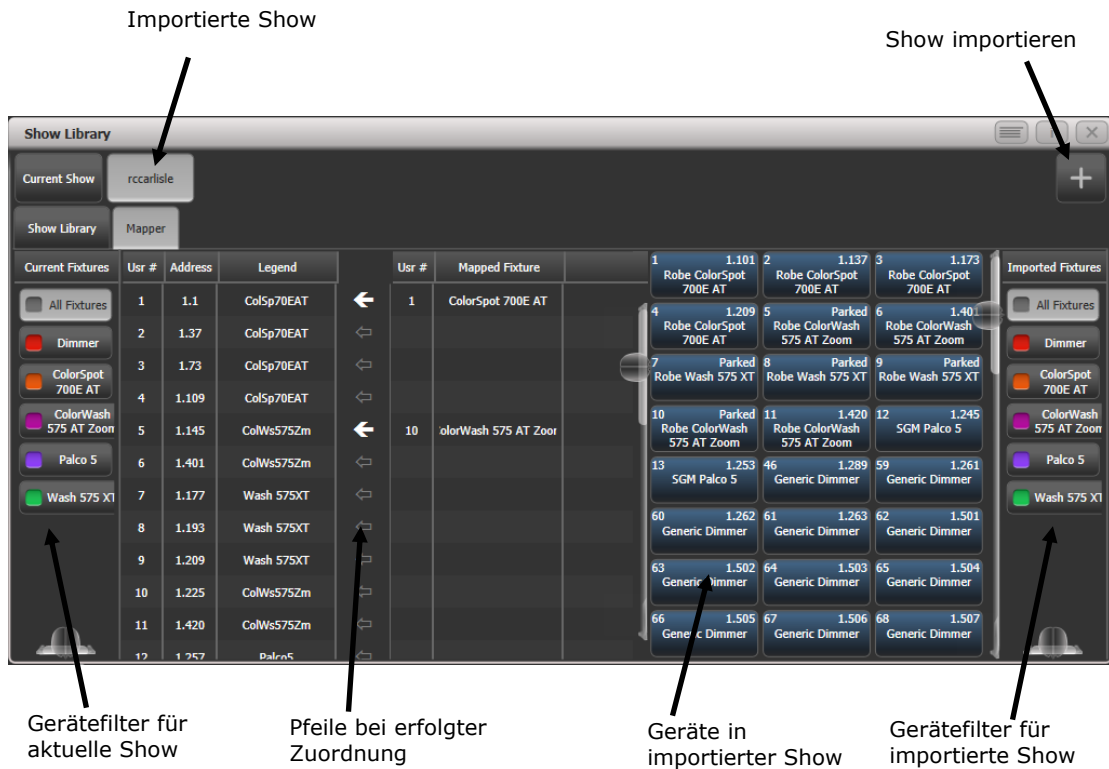 Importierte Show
Show importieren
Show Library
Current Show
rccarlisle
Show Library
Mapper
Current Fixtures
Usr #
Address
Legend
Usr #
Mapped Fixture
Imported Fixtures
All Fixtures
Dimmer
ColorSpot
700E AT
ColorWash
575 AT Zoom
Palco 5
Wash 575 XT
1 1.1 ColSp70EAT 1 ColorSpot 700E AT
2 1.37 ColSp70EAT
3 1.73 ColSp70EAT
4 1.109 ColSp70EAT
5 1.145 ColWs575Zm 10 olorWash 575 AT Zoor
6 1.401 ColWs575Zm
7 1.177 Wash 575XT
8 1.193 Wash 575XT
9 1.209 Wash 575XT
10 1.225 ColWs575Zm
11 1.420 ColWs575Zm
12 1.257 Palco5
1 1.101
Robe ColorSpot
700E AT
2 1.137
Robe ColorSpot
700E AT
3 1.173
Robe ColorSpot
700E AT
4 1.209
Robe ColorSpot
700E AT
5 Parked
Robe ColorWash
575 AT Zoom
6 1.401
Robe ColorWash
575 AT Zoom
7 Parked
Robe Wash 575 XT
8 Parked
Robe Wash 575 XT
9 Parked
Robe Wash 575 XT
10 Parked
Robe ColorWash
575 AT Zoom
11 1.420
Robe ColorWash
575 AT Zoom
12 1.245
SGM Palco 5
13 1.253
SGM Palco 5
46 1.289
Generic Dimmer
59 1.261
Generic Dimmer
60 1.262
Generic Dimmer
61 1.263
Generic Dimmer
62 1.501
Generic Dimmer
63 1.502
Generic Dimmer
64 1.503
Generic Dimmer
65 1.504
Generic Dimmer
66 1.505
Generic Dimmer
67 1.506
Generic Dimmer
68 1.507
Generic Dimmer
All Fixtures
Dimmer
ColorSpot
700E AT
ColorWash
575 AT Zoom
Palco 5
Wash 575 XT
Gerätefilter für
aktuelle Show
Pfeile bei erfolgter
Zuordnung
Geräte in
importierter Show
Gerätefilter für
importierte Show